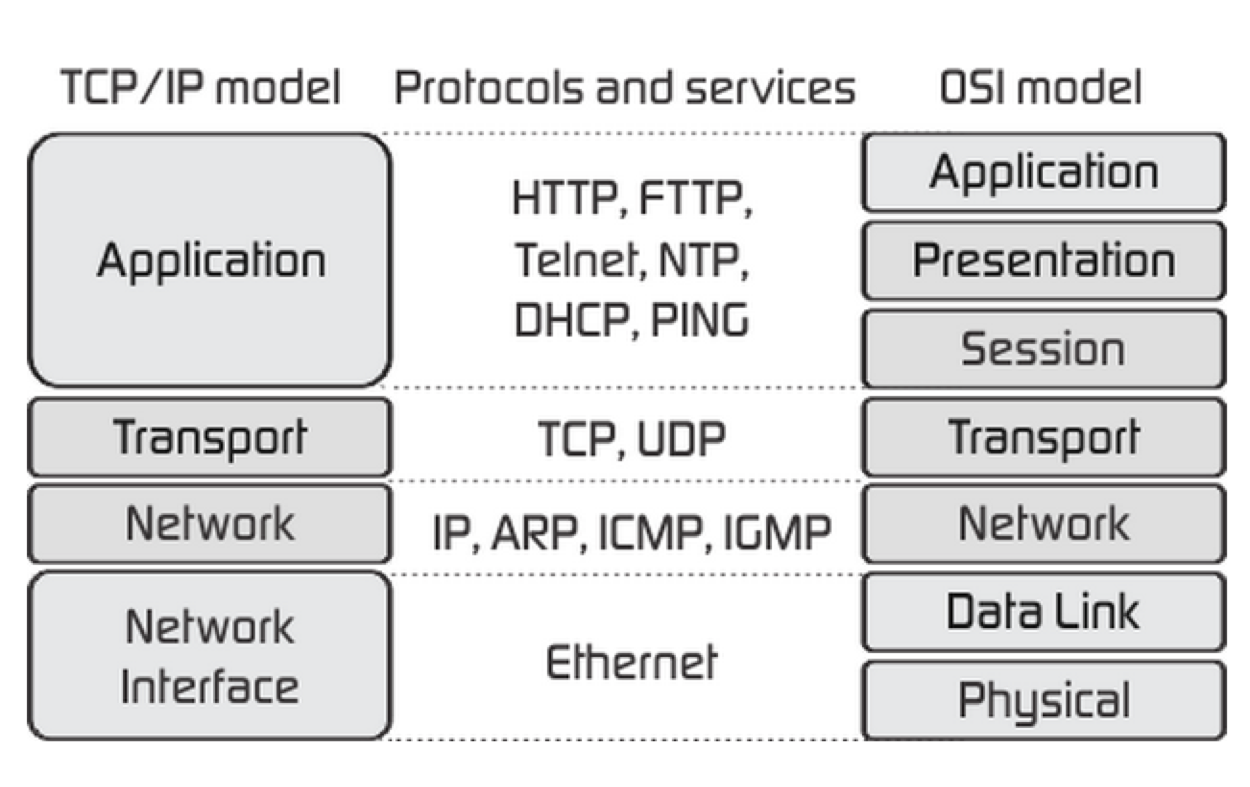 TCP/IP model
Protocols and services
OSI model
Application
HTTP, FTTP,
Telnet, NTP,
DHCP, PING
Application
Presentation
Session
Transport
TCP, UDP
Transport
Network
IP, ARP, ICMP, IGMP
Network
Network
Interface
Ethernet
Data Link
Physical